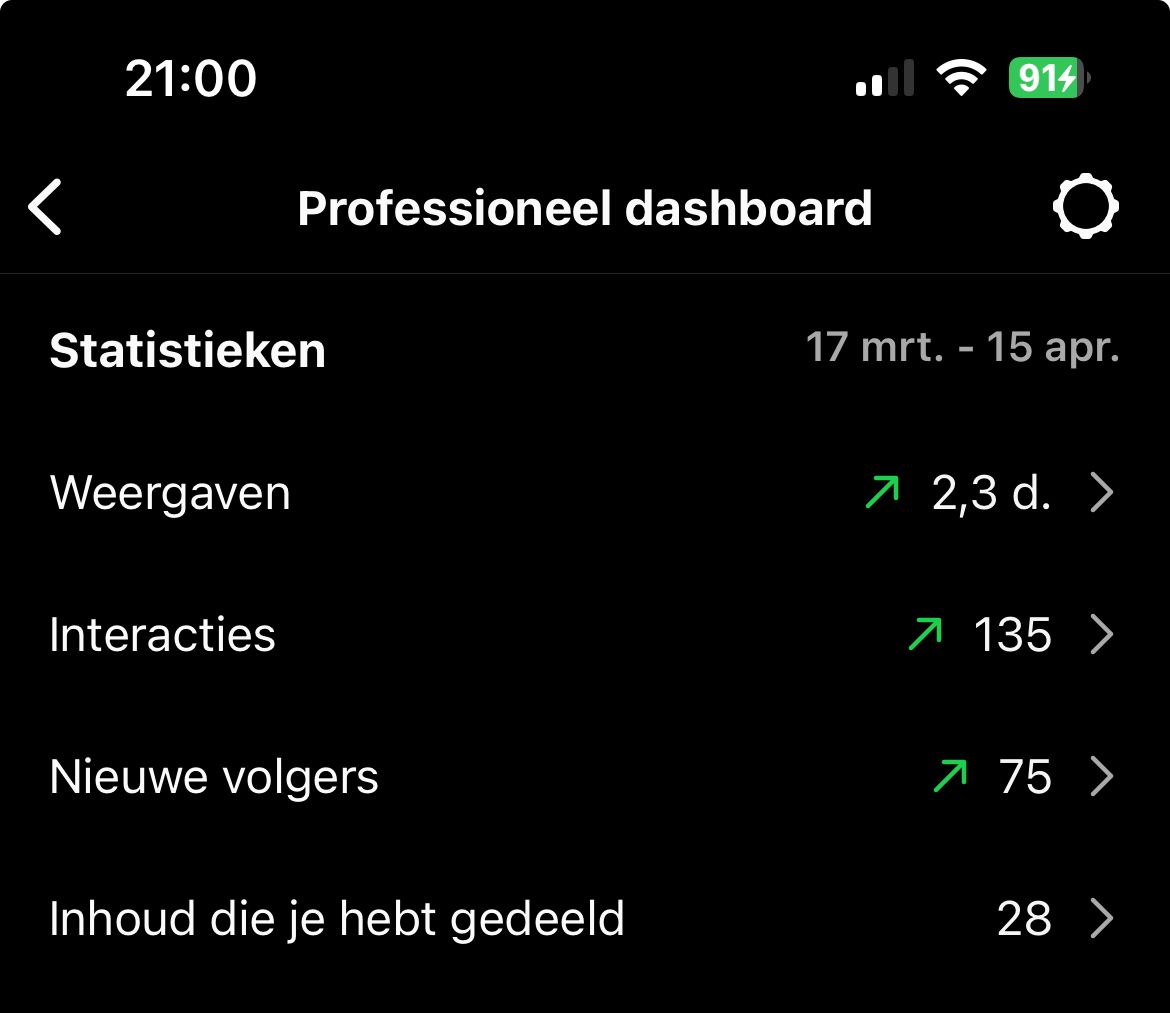 21:00
91
Professioneel dashboard
Statistieken
17 mrt. - 15 apr.
Weergaven
2,3 d.
Interacties
135
Nieuwe volgers
75
Inhoud die je hebt gedeeld
28